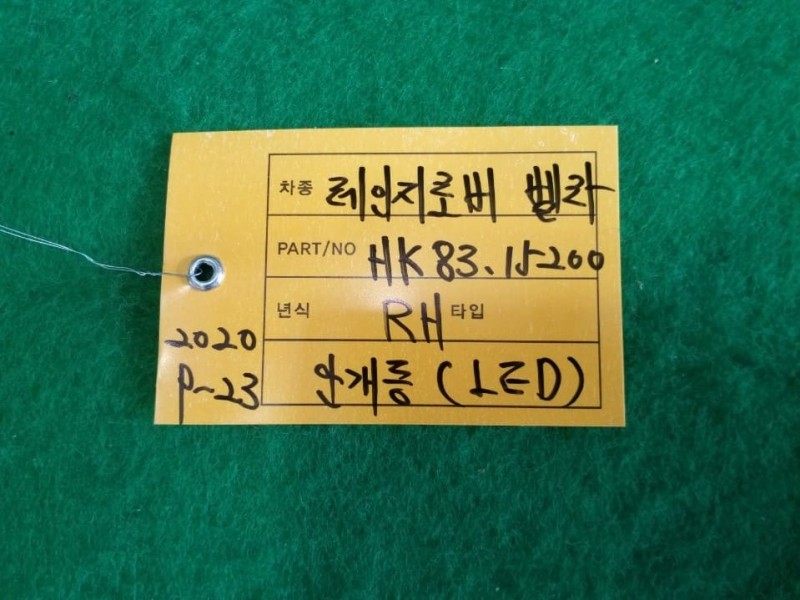 차종 레인지로버 벨라
PART/NO HK83.15200
년식 RH 타입
안개등 (LED)
2020
P-23